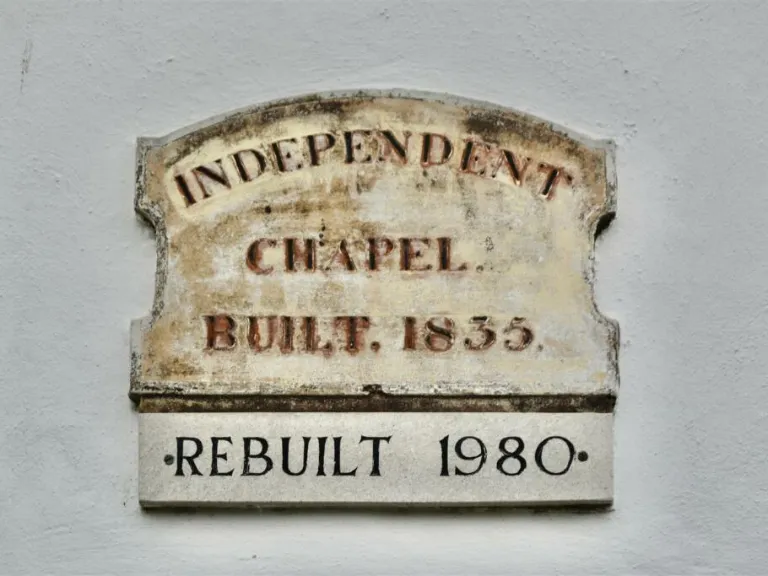 INDEPENDENT
CHAPEL.
BUILT. 1835.
REBUILT 1980